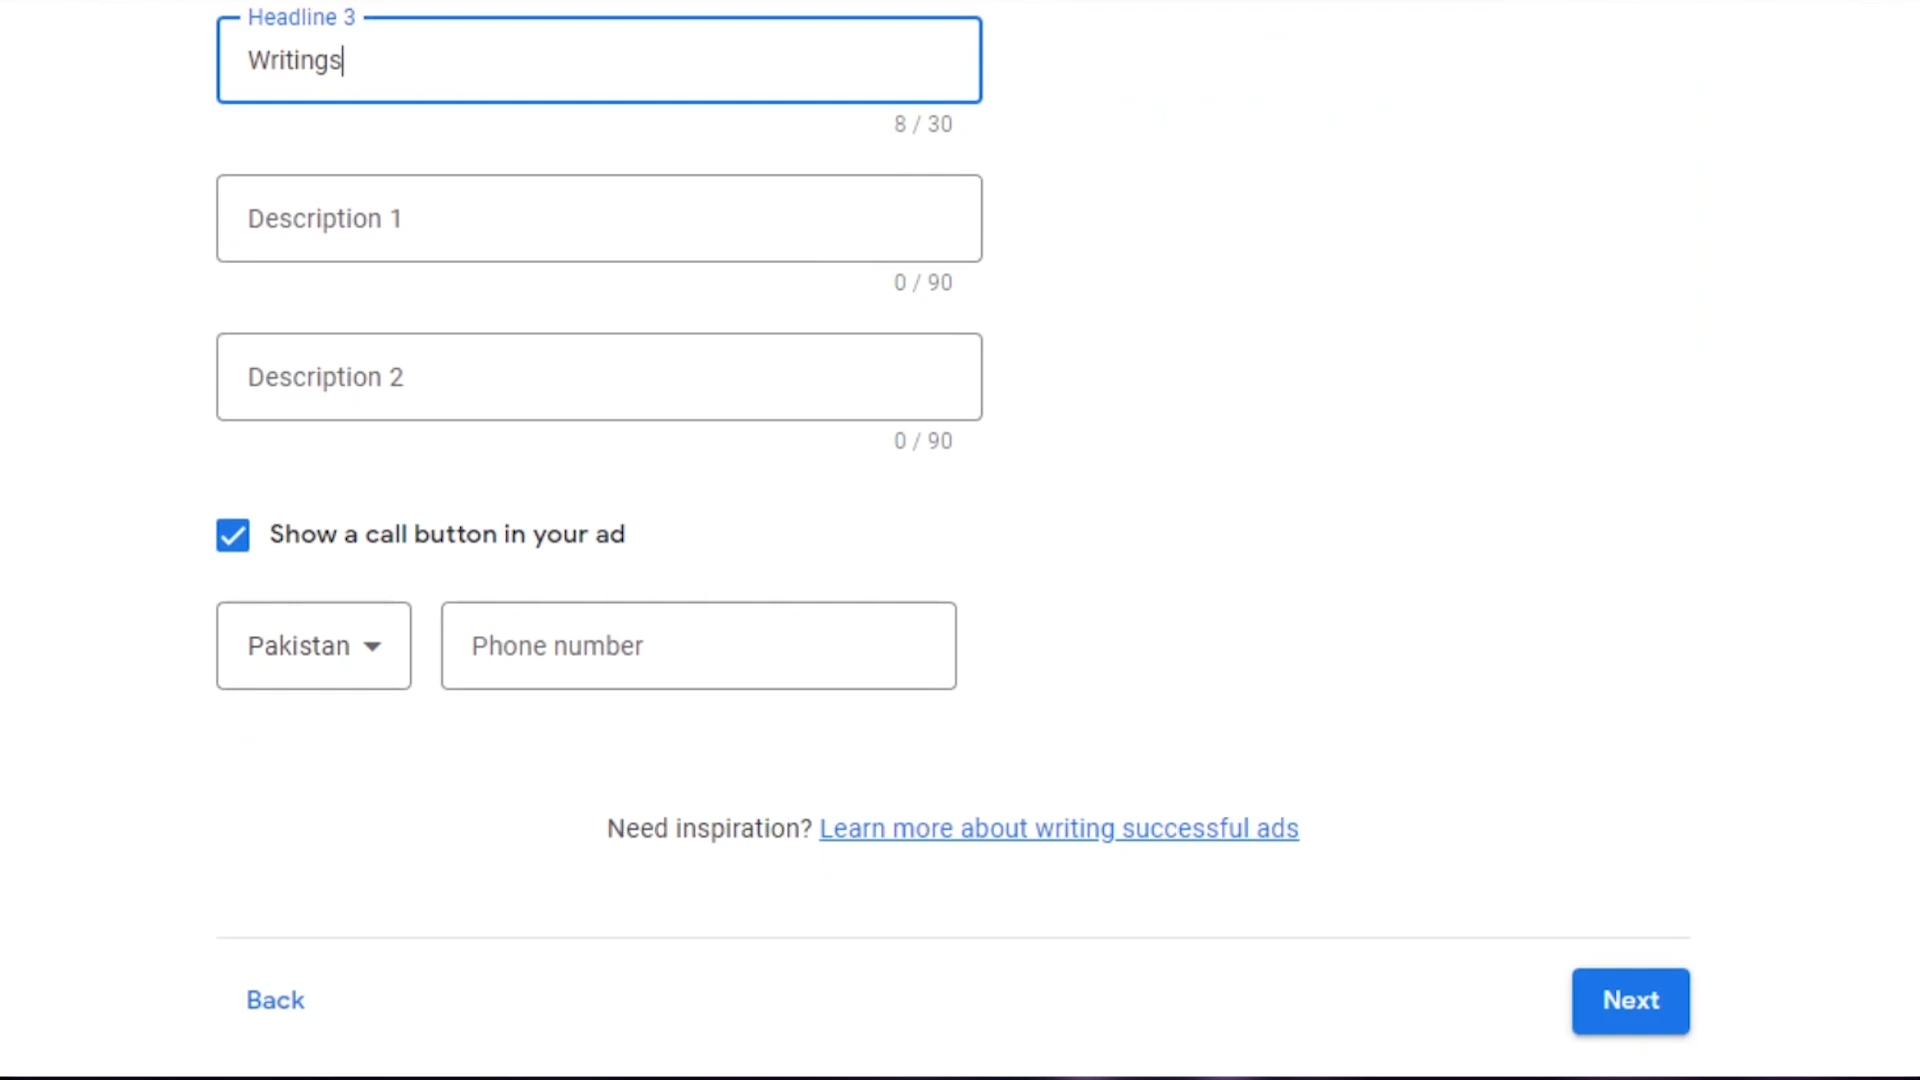 Headline 3
Writings
8 / 30
Description 1
0 / 90
Description 2
0 / 90
Show a call button in your ad
Pakistan
Phone number
Need inspiration? Learn more about writing successful ads
Back
Next